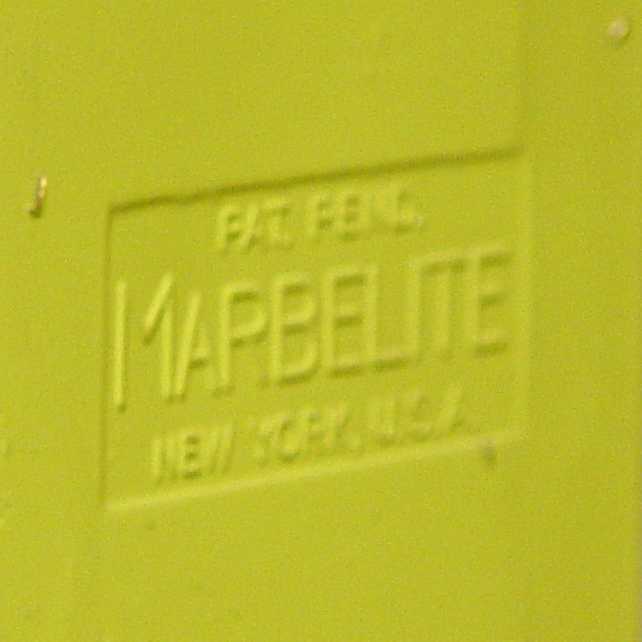 PAT. PEND.
MARBELITE
NEW YORK, U.S.A.